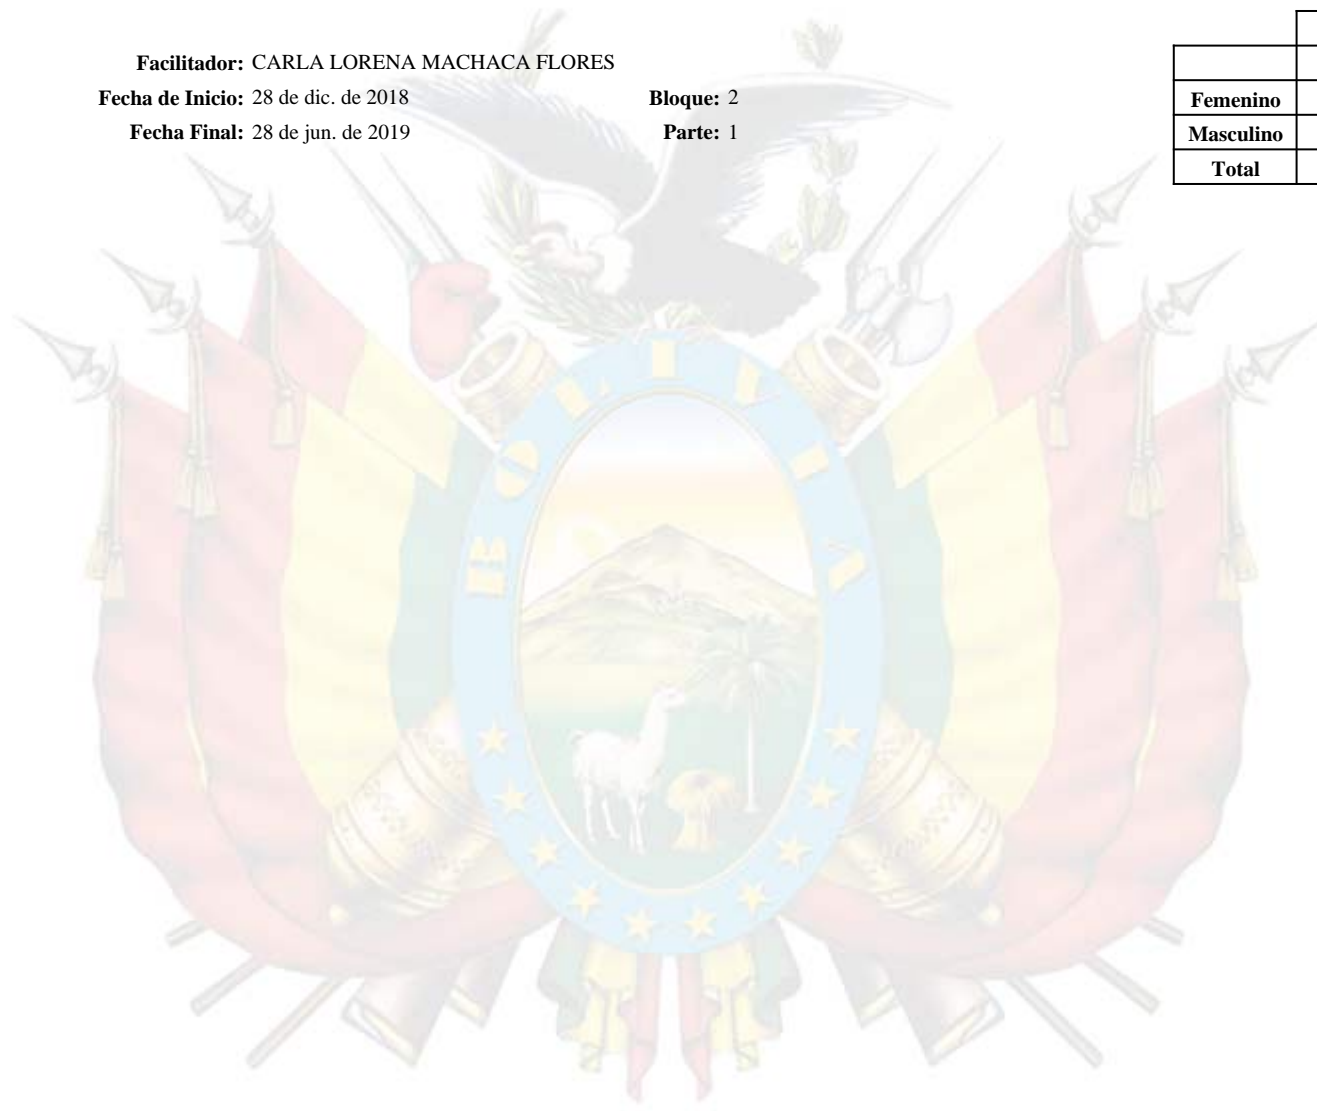 Facilitador: CARLA LORENA MACHACA FLORES
Fecha de Inicio: 28 de dic. de 2018 Bloque: 2
Fecha Final: 28 de jun. de 2019 Parte: 1
Femenino
Masculino
Total
BOLIVIA